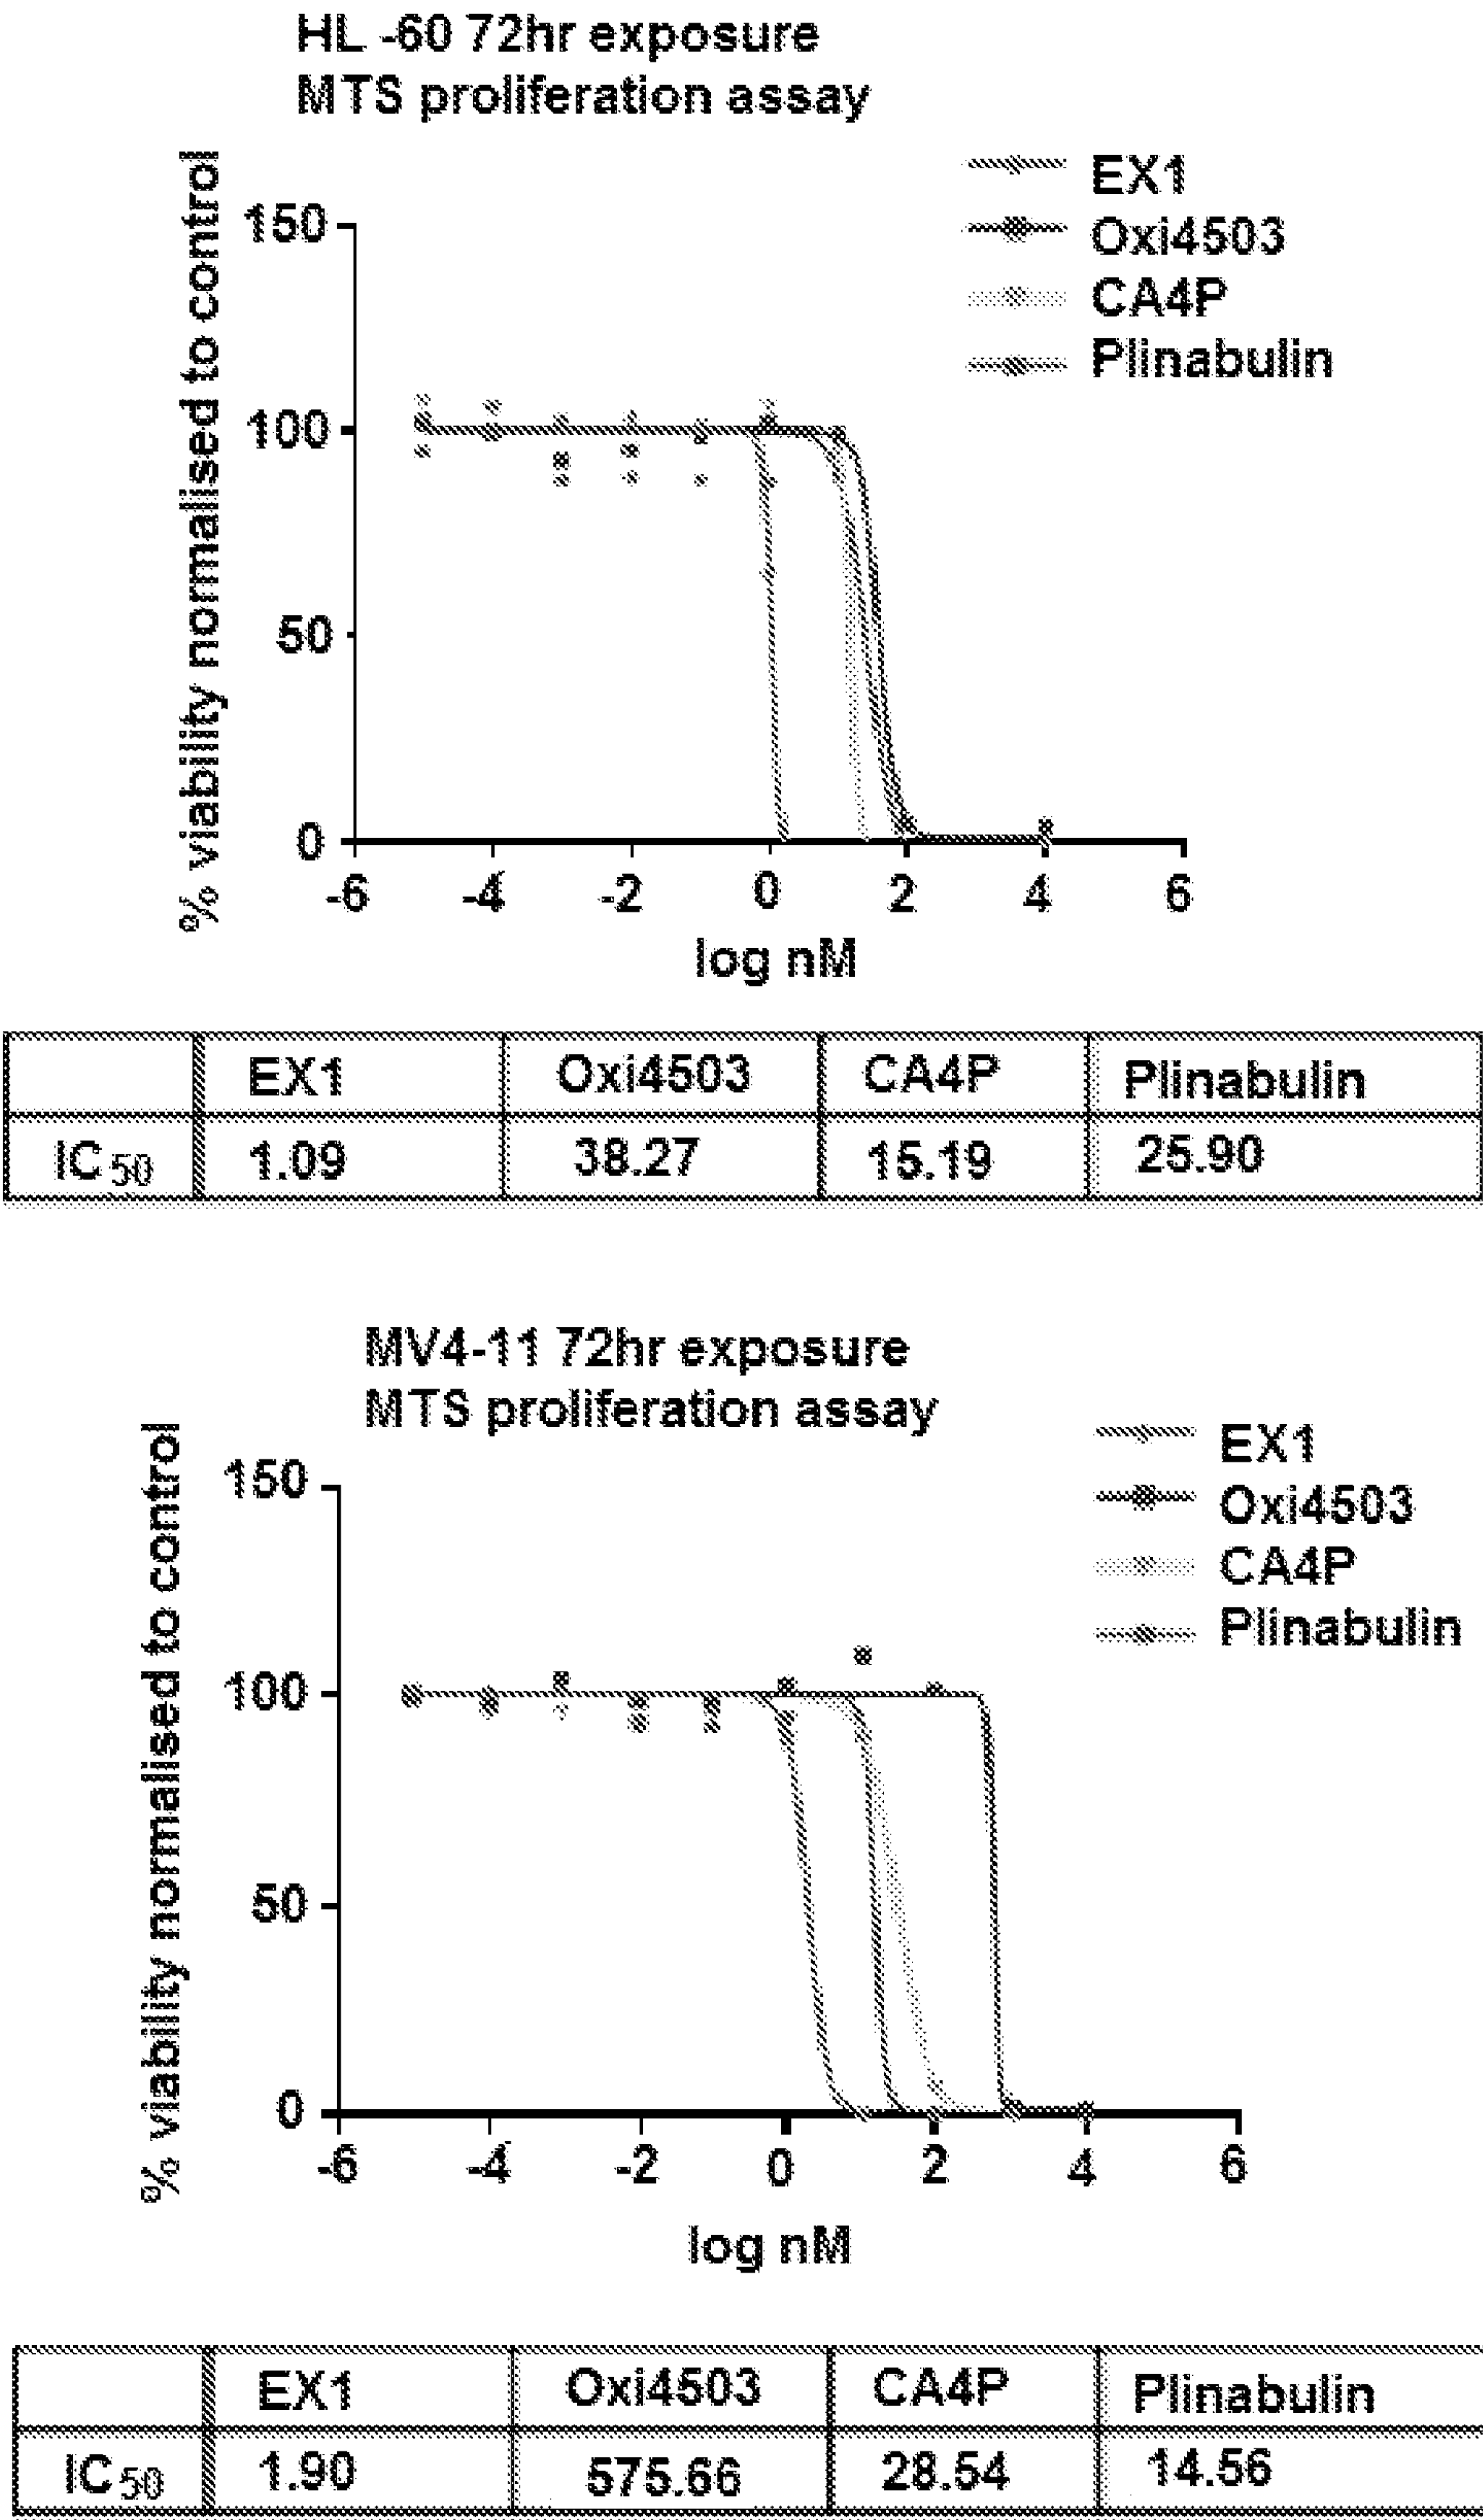 HL -60 72hr exposure
MTS proliferation assay
EX1
Oxi4503
CA4P
Plinabulin
% viability normalised to control
150
100
50
0
-6 -4 -2 0 2 4 6
log nM
EX1 Oxi4503 CA4P Plinabulin
IC50 1.09 38.27 15.19 25.90
MV4-11 72hr exposure
MTS proliferation assay
EX1
Oxi4503
CA4P
Plinabulin
% viability normalised to control
150
100
50
0
-6 -4 -2 0 2 4 6
log nM
EX1 Oxi4503 CA4P Plinabulin
IC50 1.90 575.66 28.54 14.56